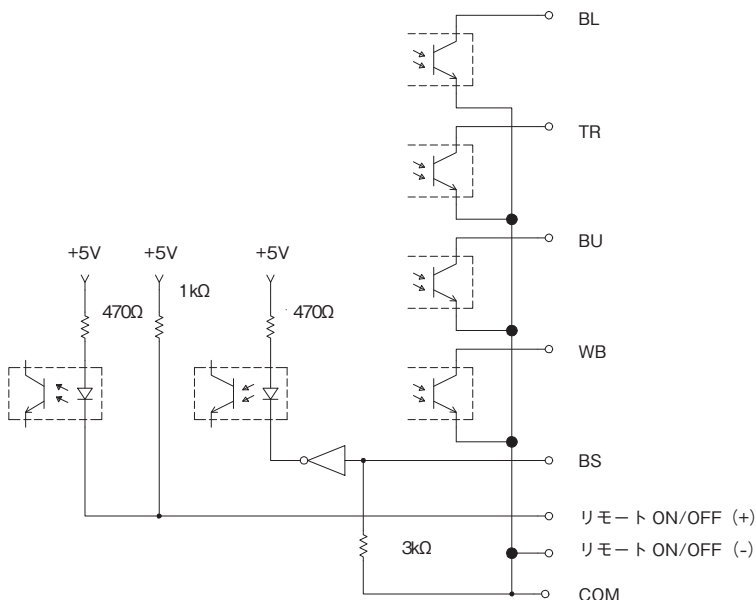 BL
TR
BU
+5V
+5V
+5V
1kΩ
470Ω
470Ω
WB
BS
リモート ON/OFF (+)
リモート ON/OFF (-)
3kΩ
COM